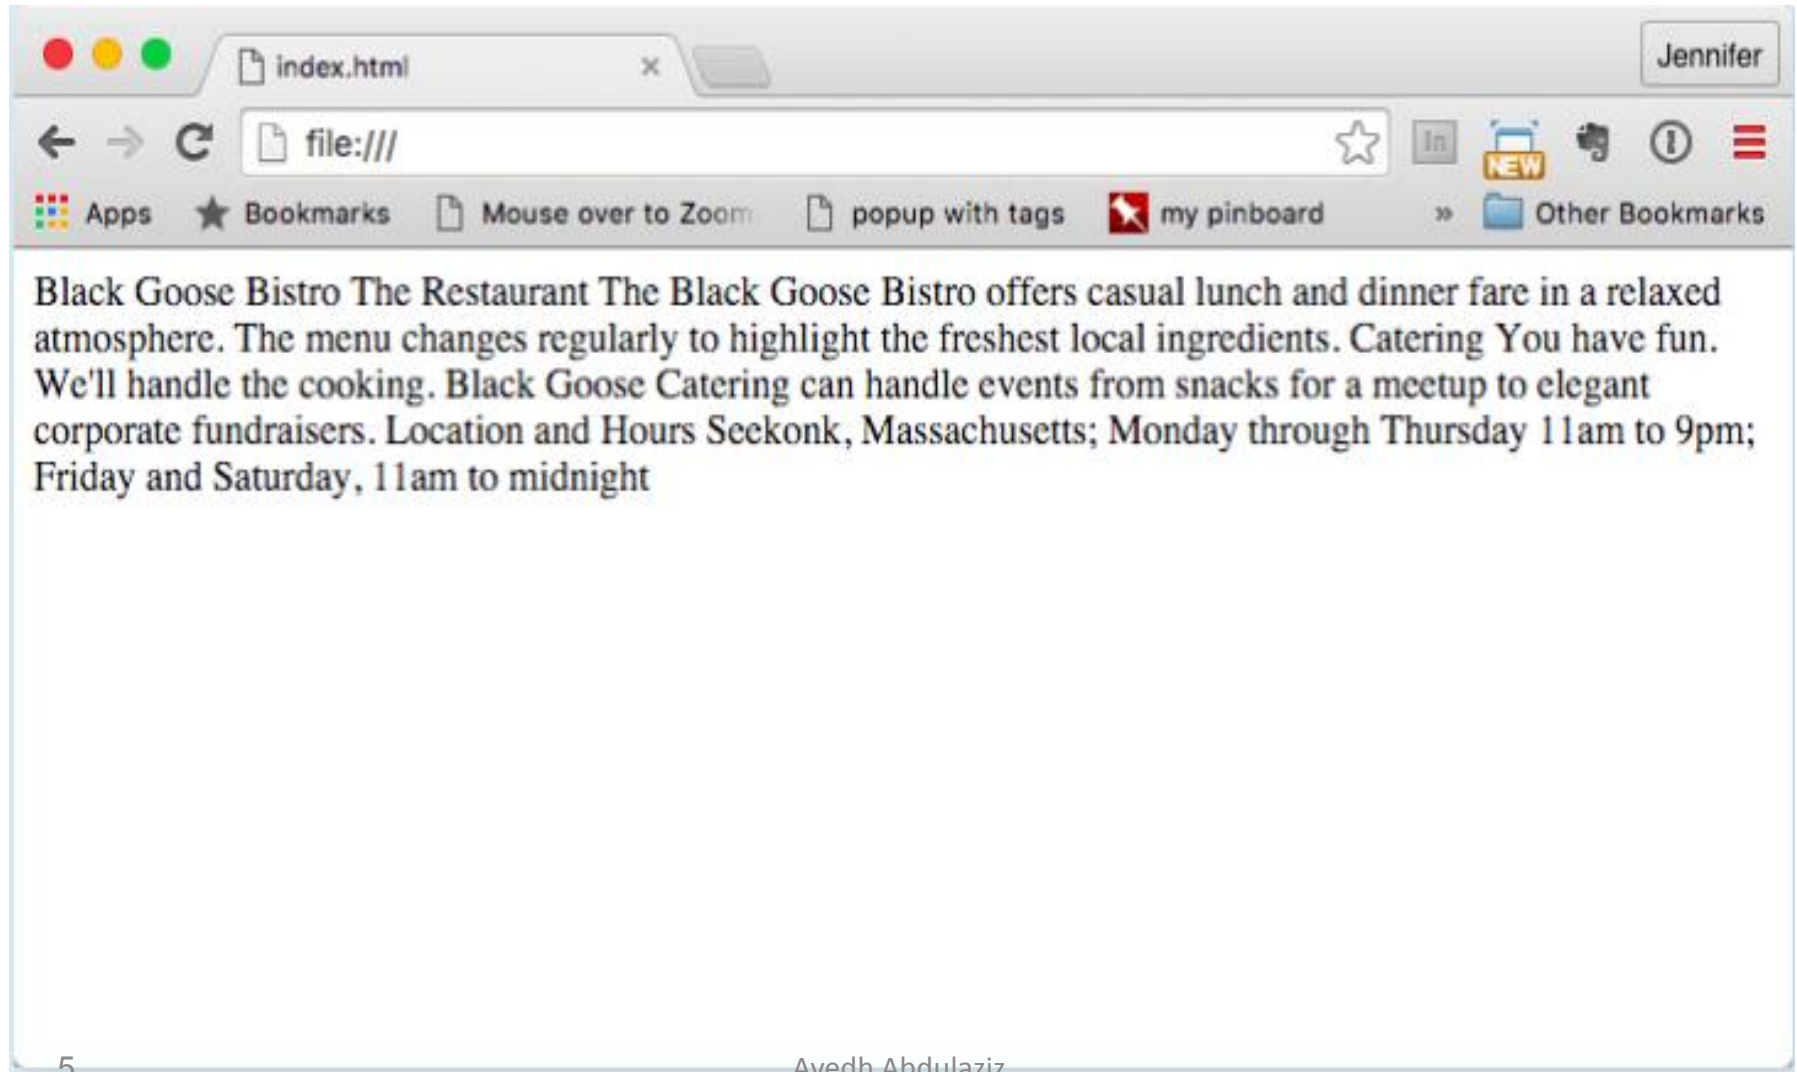 index.html
Jennifer
file:///
In
NEW
Apps
Bookmarks
Mouse over to Zoom
popup with tags
my pinboard
»
Other Bookmarks
Black Goose Bistro The Restaurant The Black Goose Bistro offers casual lunch and dinner fare in a relaxed
atmosphere. The menu changes regularly to highlight the freshest local ingredients. Catering You have fun.
We'll handle the cooking. Black Goose Catering can handle events from snacks for a meetup to elegant
corporate fundraisers. Location and Hours Seekonk, Massachusetts; Monday through Thursday 11am to 9pm;
Friday and Saturday, 11am to midnight
5
Ayedh Abdulaziz